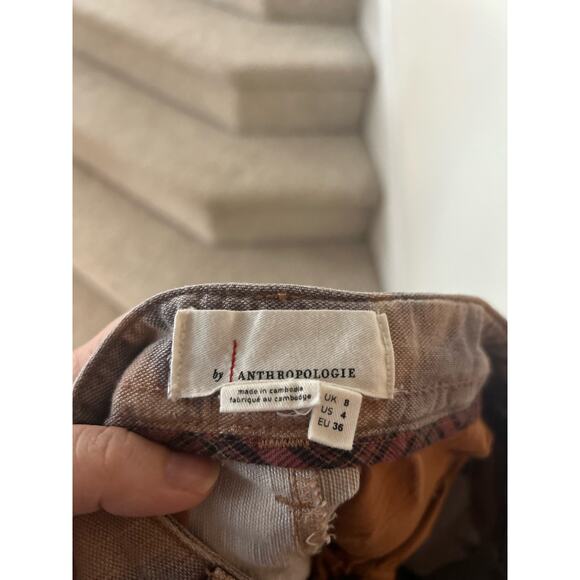 by ANTHROPOLOGIE
made in cambodia
fabriqué au cambodge
UK 8
US 4
EU 36